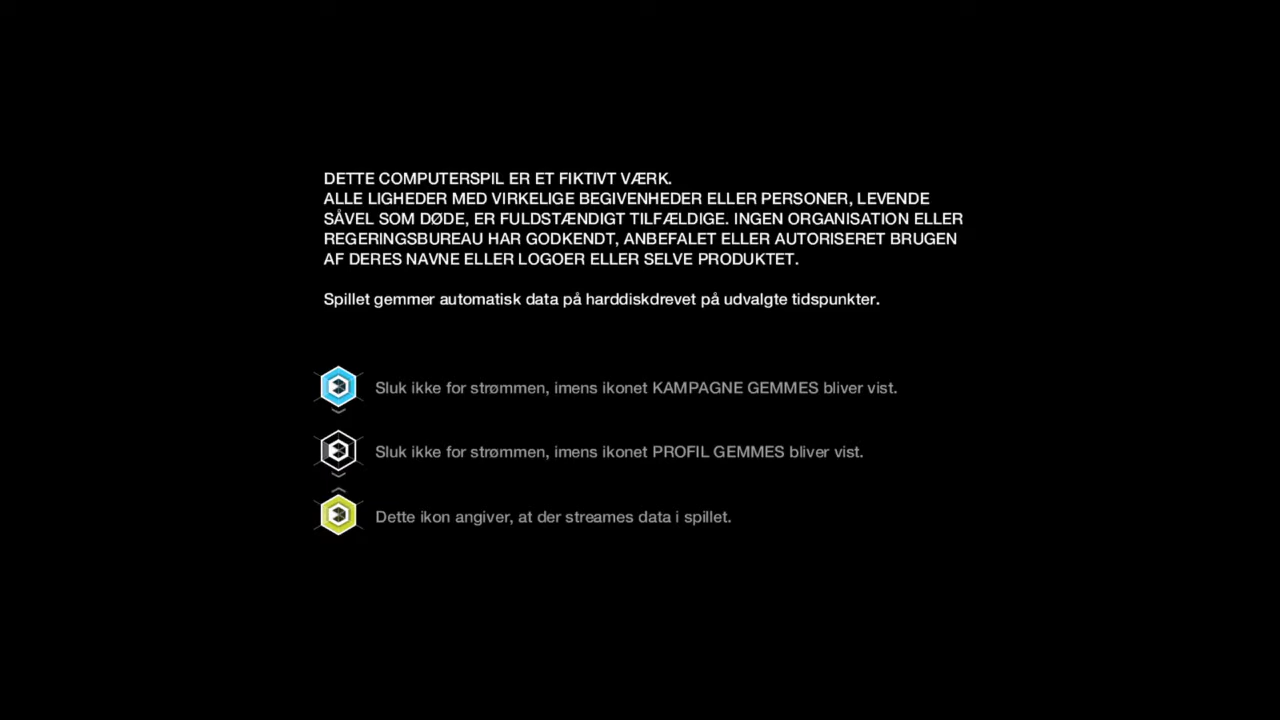 DETTE COMPUTERSPIL ER ET FIKTIVT VÆRK.
ALLE LIGHEDER MED VIRKELIGE BEGIVENHEDER ELLER PERSONER, LEVENDE
SÅVEL SOM DØDE, ER FULDSTÆNDIGT TILFÆLDIGE. INGEN ORGANISATION ELLER
REGERINGSBUREAU HAR GODKENDT, ANBEFALET ELLER AUTORISERET BRUGEN
AF DERES NAVNE ELLER LOGOER ELLER SELVE PRODUKTET.
Spillet gemmer automatisk data på harddiskdrevet på udvalgte tidspunkter.
Sluk ikke for strømmen, imens ikonet KAMPAGNE GEMMES bliver vist.
Sluk ikke for strømmen, imens ikonet PROFIL GEMMES bliver vist.
Dette ikon angiver, at der streames data i spillet.